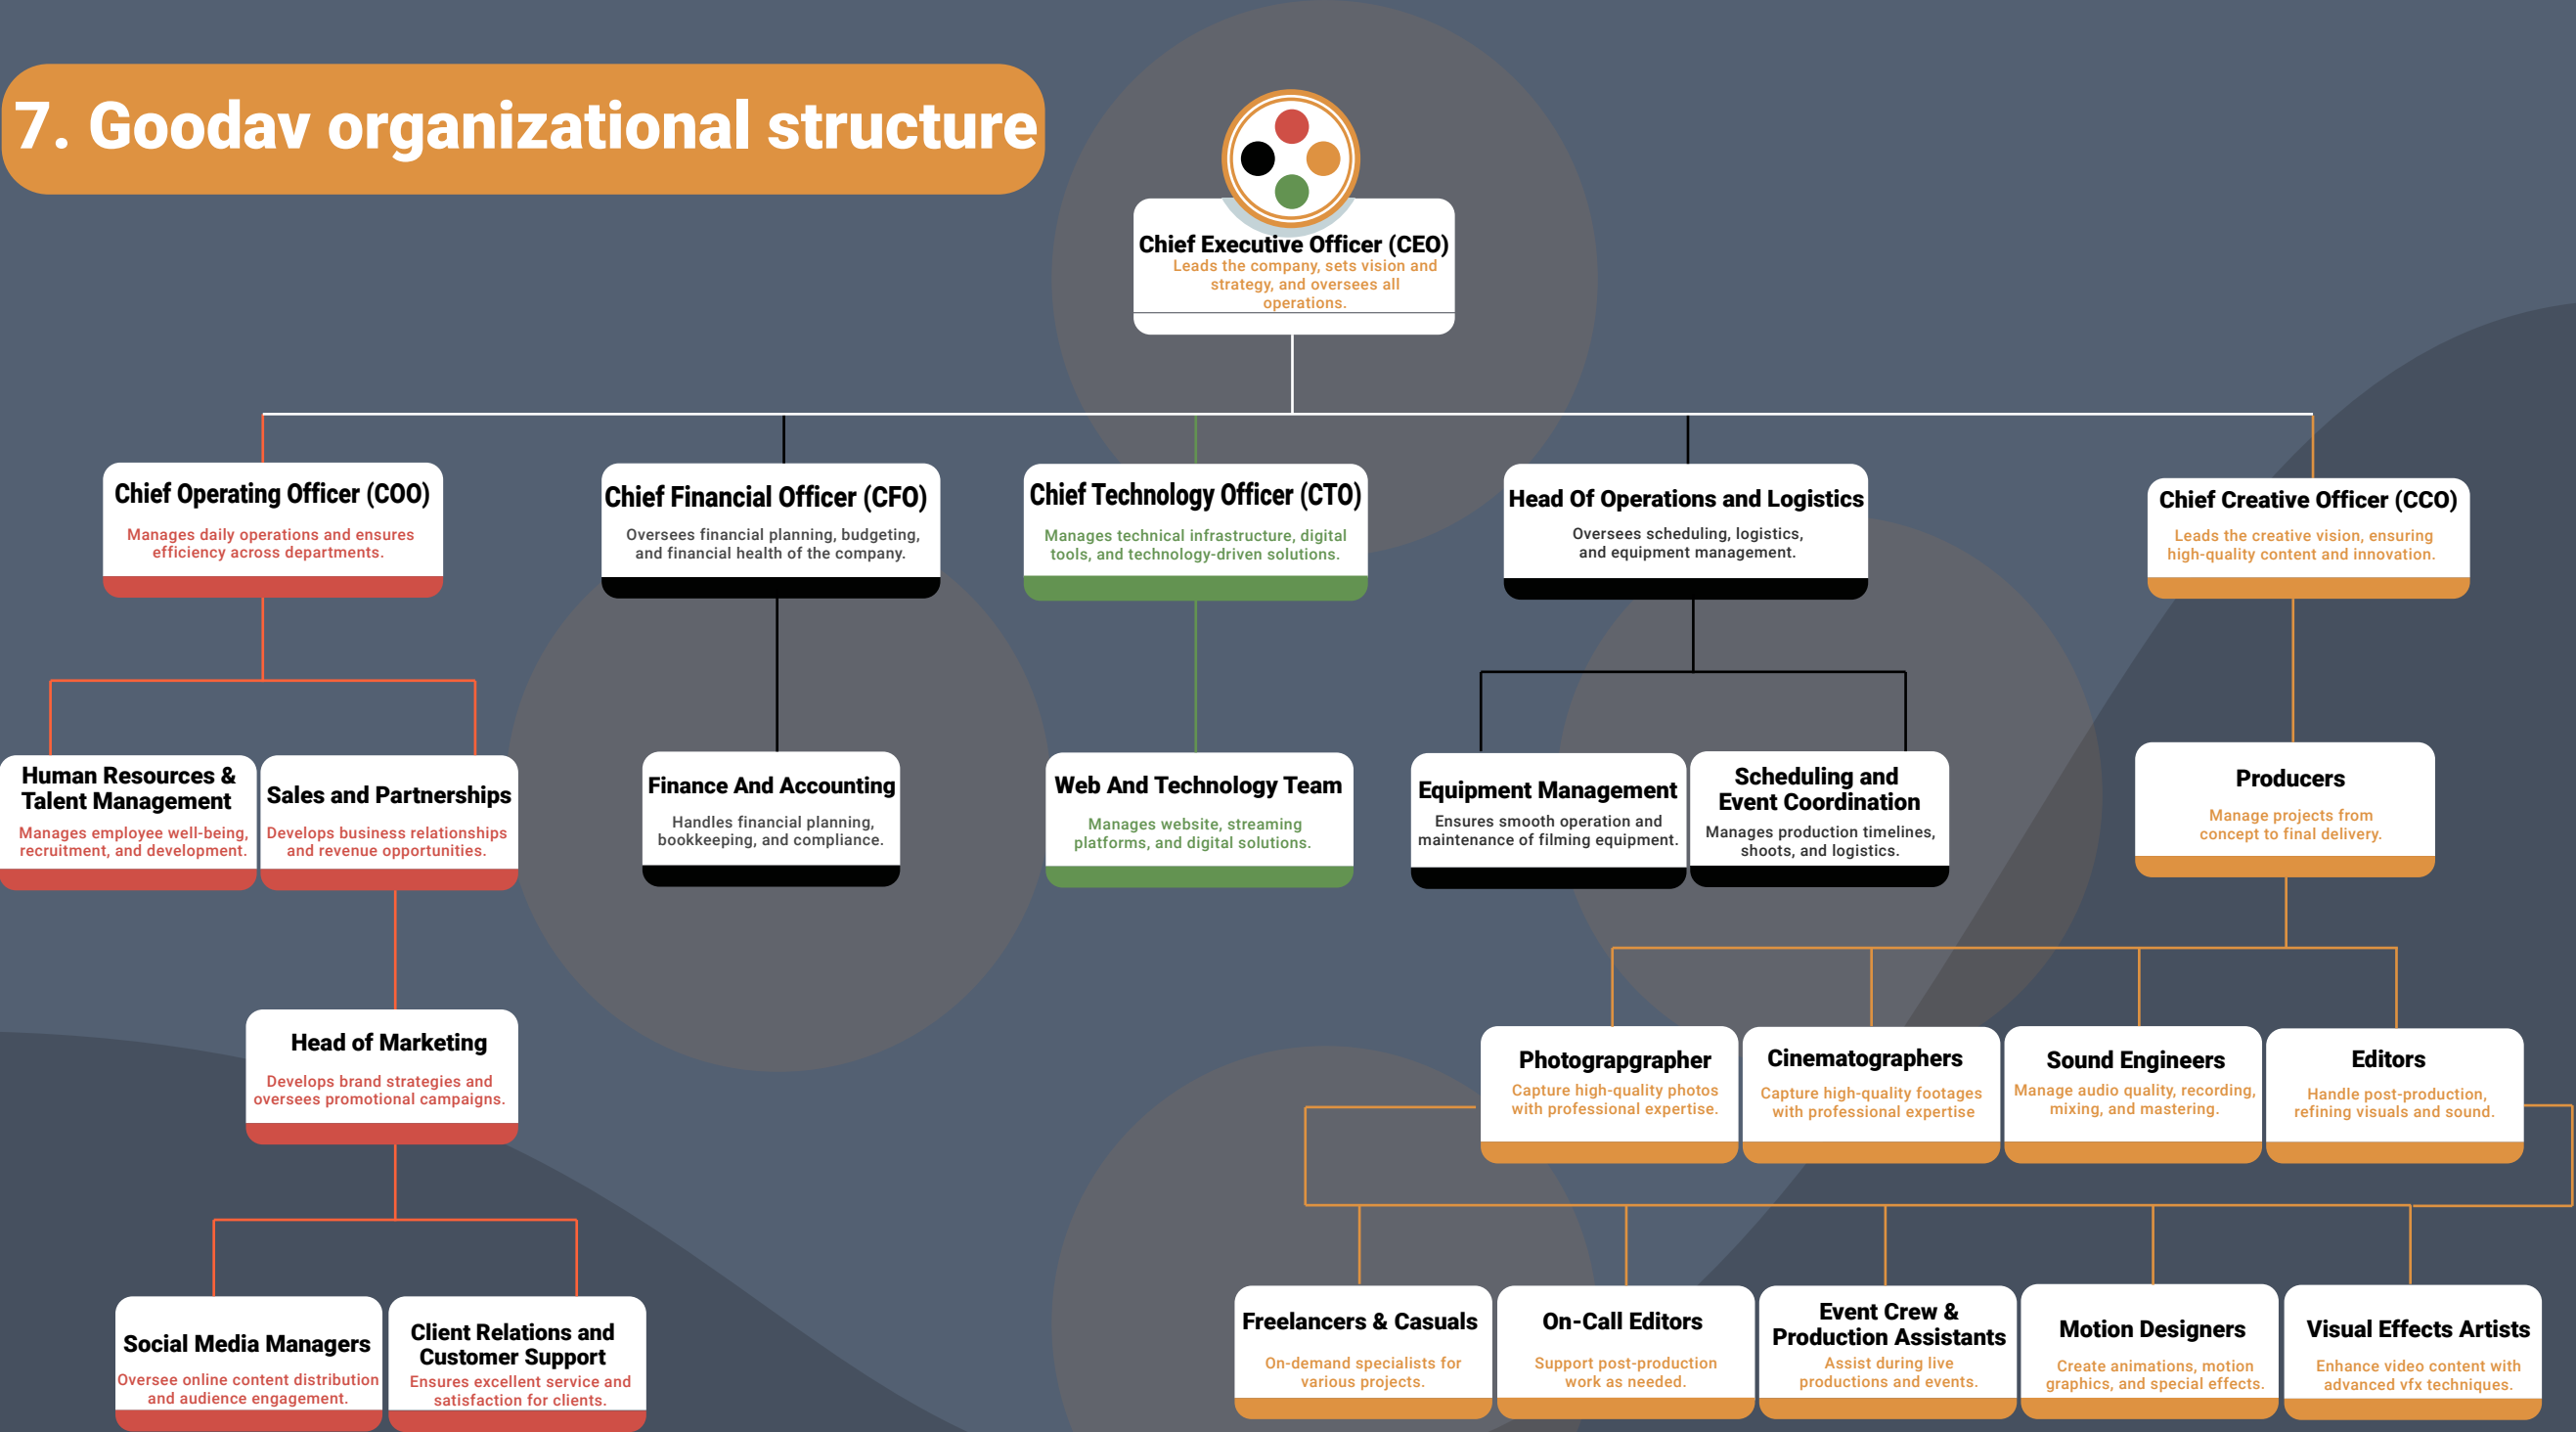 7. Goodav organizational structure
Chief Executive Officer (CEO)
Leads the company, sets vision and
strategy, and oversees all
operations.
Chief Operating Officer (COO)
Manages daily operations and ensures
efficiency across departments.
Chief Financial Officer (CFO)
Oversees financial planning, budgeting,
and financial health of the company.
Chief Technology Officer (CTO)
Manages technical infrastructure, digital
tools, and technology-driven solutions.
Head Of Operations and Logistics
Oversees scheduling, logistics,
and equipment management.
Chief Creative Officer (CCO)
Leads the creative vision, ensuring
high-quality content and innovation.
Human Resources &
Talent Management
Manages employee well-being,
recruitment, and development.
Sales and Partnerships
Develops business relationships
and revenue opportunities.
Finance And Accounting
Handles financial planning,
bookkeeping, and compliance.
Web And Technology Team
Manages website, streaming
platforms, and digital solutions.
Equipment Management
Ensures smooth operation and
maintenance of filming equipment.
Scheduling and
Event Coordination
Manages production timelines,
shoots, and logistics.
Producers
Manage projects from
concept to final delivery.
Head of Marketing
Develops brand strategies and
oversees promotional campaigns.
Photograpgrapher
Capture high-quality photos
with professional expertise.
Cinematographers
Capture high-quality footages
with professional expertise
Sound Engineers
Manage audio quality, recording,
mixing, and mastering.
Editors
Handle post-production,
refining visuals and sound.
Social Media Managers
Oversee online content distribution
and audience engagement.
Client Relations and
Customer Support
Ensures excellent service and
satisfaction for clients.
Freelancers & Casuals
On-demand specialists for
various projects.
On-Call Editors
Support post-production
work as needed.
Event Crew &
Production Assistants
Assist during live
productions and events.
Motion Designers
Create animations, motion
graphics, and special effects.
Visual Effects Artists
Enhance video content with
advanced vfx techniques.